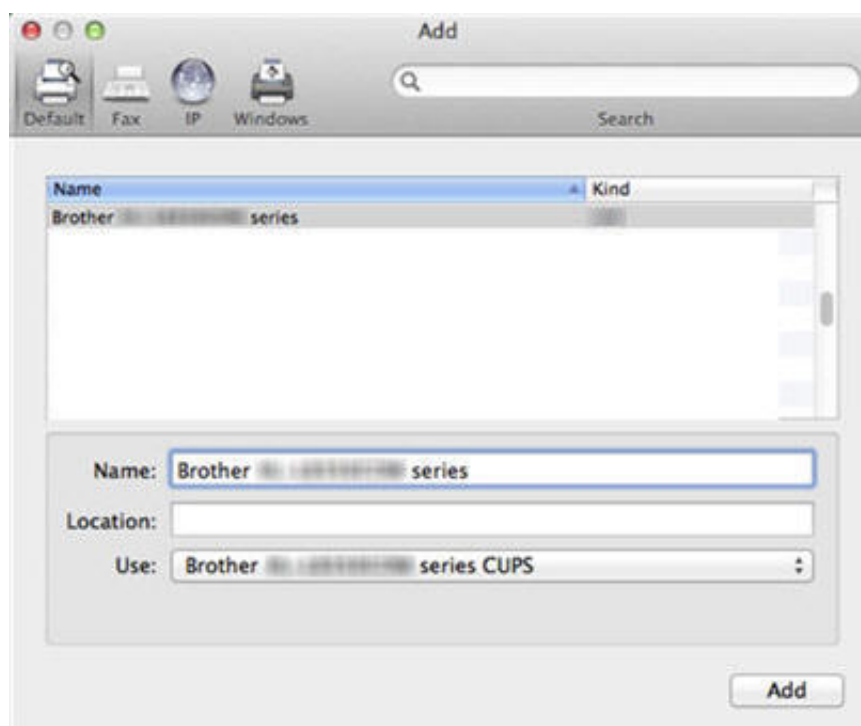 Add
Default Fax IP Windows Search
Name Kind
Brother series
Name: Brother series
Location:
Use: Brother series CUPS
Add